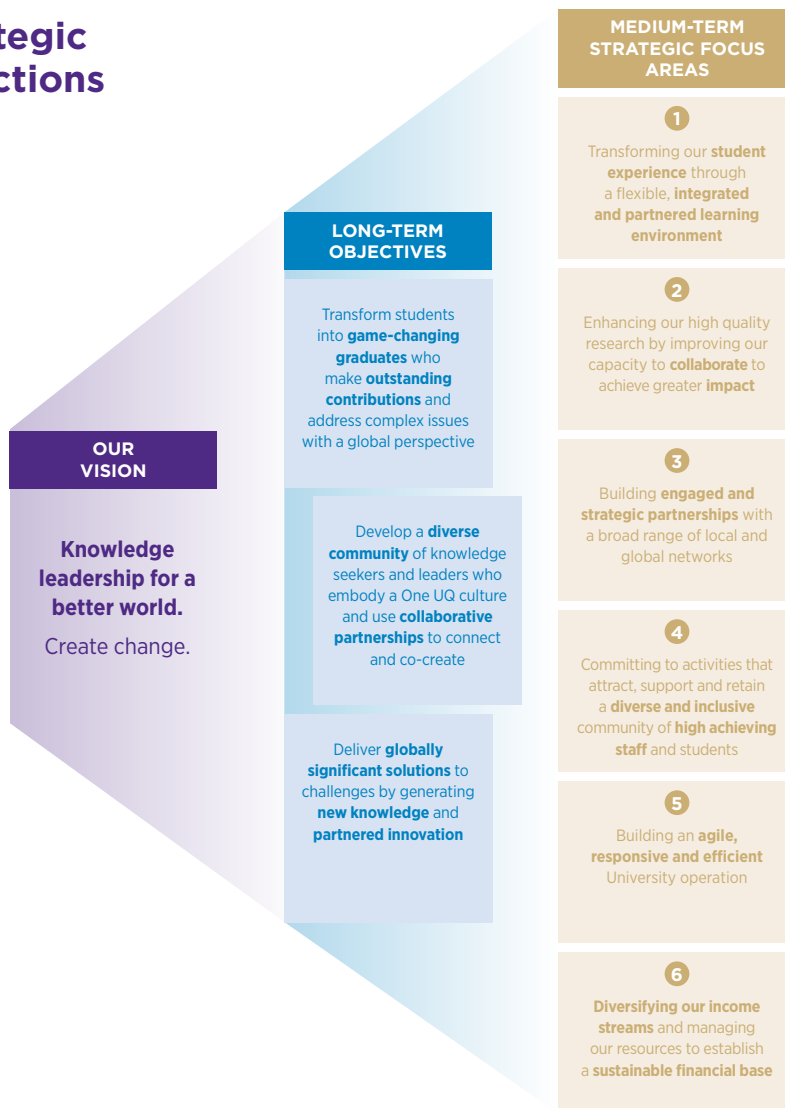 tegic
ctions
OUR
VISION
Knowledge
leadership for a
better world.
Create change.
LONG-TERM
OBJECTIVES
Transform students
into game-changing
graduates who
make outstanding
contributions and
address complex issues
with a global perspective
Develop a diverse
community of knowledge
seekers and leaders who
embody a One UQ culture
and use collaborative
partnerships to connect
and co-create
Deliver globally
significant solutions to
challenges by generating
new knowledge and
partnered innovation
MEDIUM-TERM
STRATEGIC FOCUS
AREAS
1
Transforming our student
experience through
a flexible, integrated
and partnered learning
environment
2
Enhancing our high quality
research by improving our
capacity to collaborate to
achieve greater impact
3
Building engaged and
strategic partnerships with
a broad range of local and
global networks
4
Committing to activities that
attract, support and retain
a diverse and inclusive
community of high achieving
staff and students
5
Building an agile,
responsive and efficient
University operation
6
Diversifying our income
streams and managing
our resources to establish
a sustainable financial base